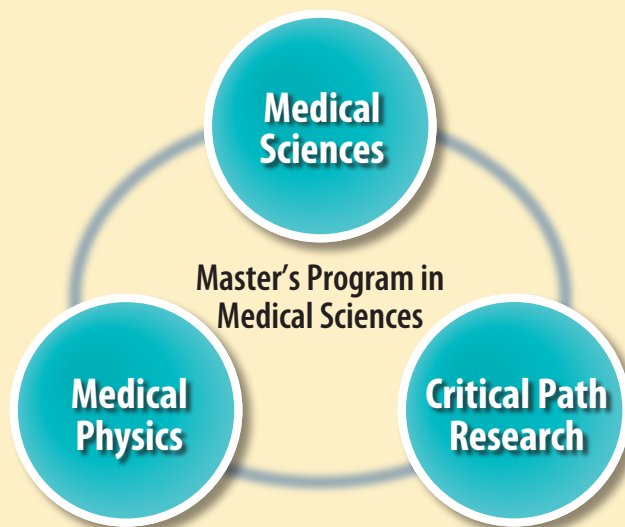 Medical
Sciences
Master’s Program in
Medical Sciences
Medical
Physics
Critical Path
Research